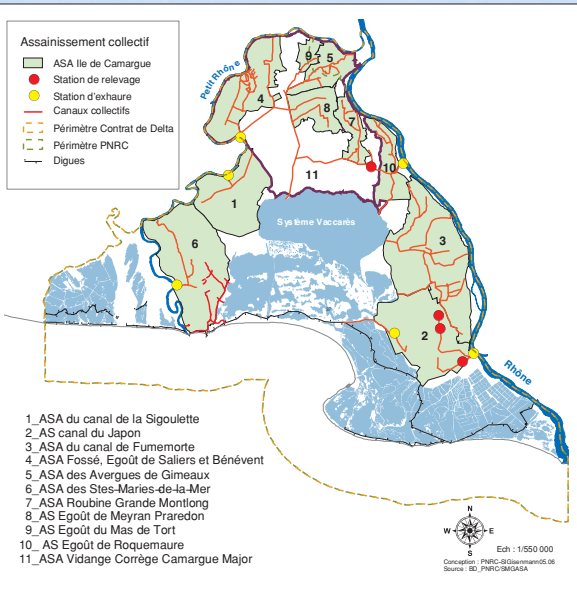 Assainissement collectif
ASA Ile de Camargue
Station de relevage
Station d'exhaure
Canaux collectifs
Périmètre Contrat de Delta
Périmètre PNRC
Digues
Petit Rhône
9
5
4
8
7
10
11
1
Système Vaccarès
3
6
2
Rhône
1_ASA du canal de la Sigoulette
2_AS canal du Japon
3_ASA du canal de Fumemorte
4_ASA Fossé, Egoût de Saliers et Bénévent
5_ASA des Avergues de Gimeaux
6_ASA des Stes-Maries-de-la-Mer
7_ASA Roubine Grande Montlong
8_AS Egoût de Meyran Praredon
9_AS Egoût du Mas de Tort
10_ AS Egoût de Roquemaure
11_ASA Vidange Corrège Camargue Major
N
W
E
S
Ech : 1/550 000
Conception : PNRC-SIGisenmann05.06
Source : BD_PNRC/SMGASA